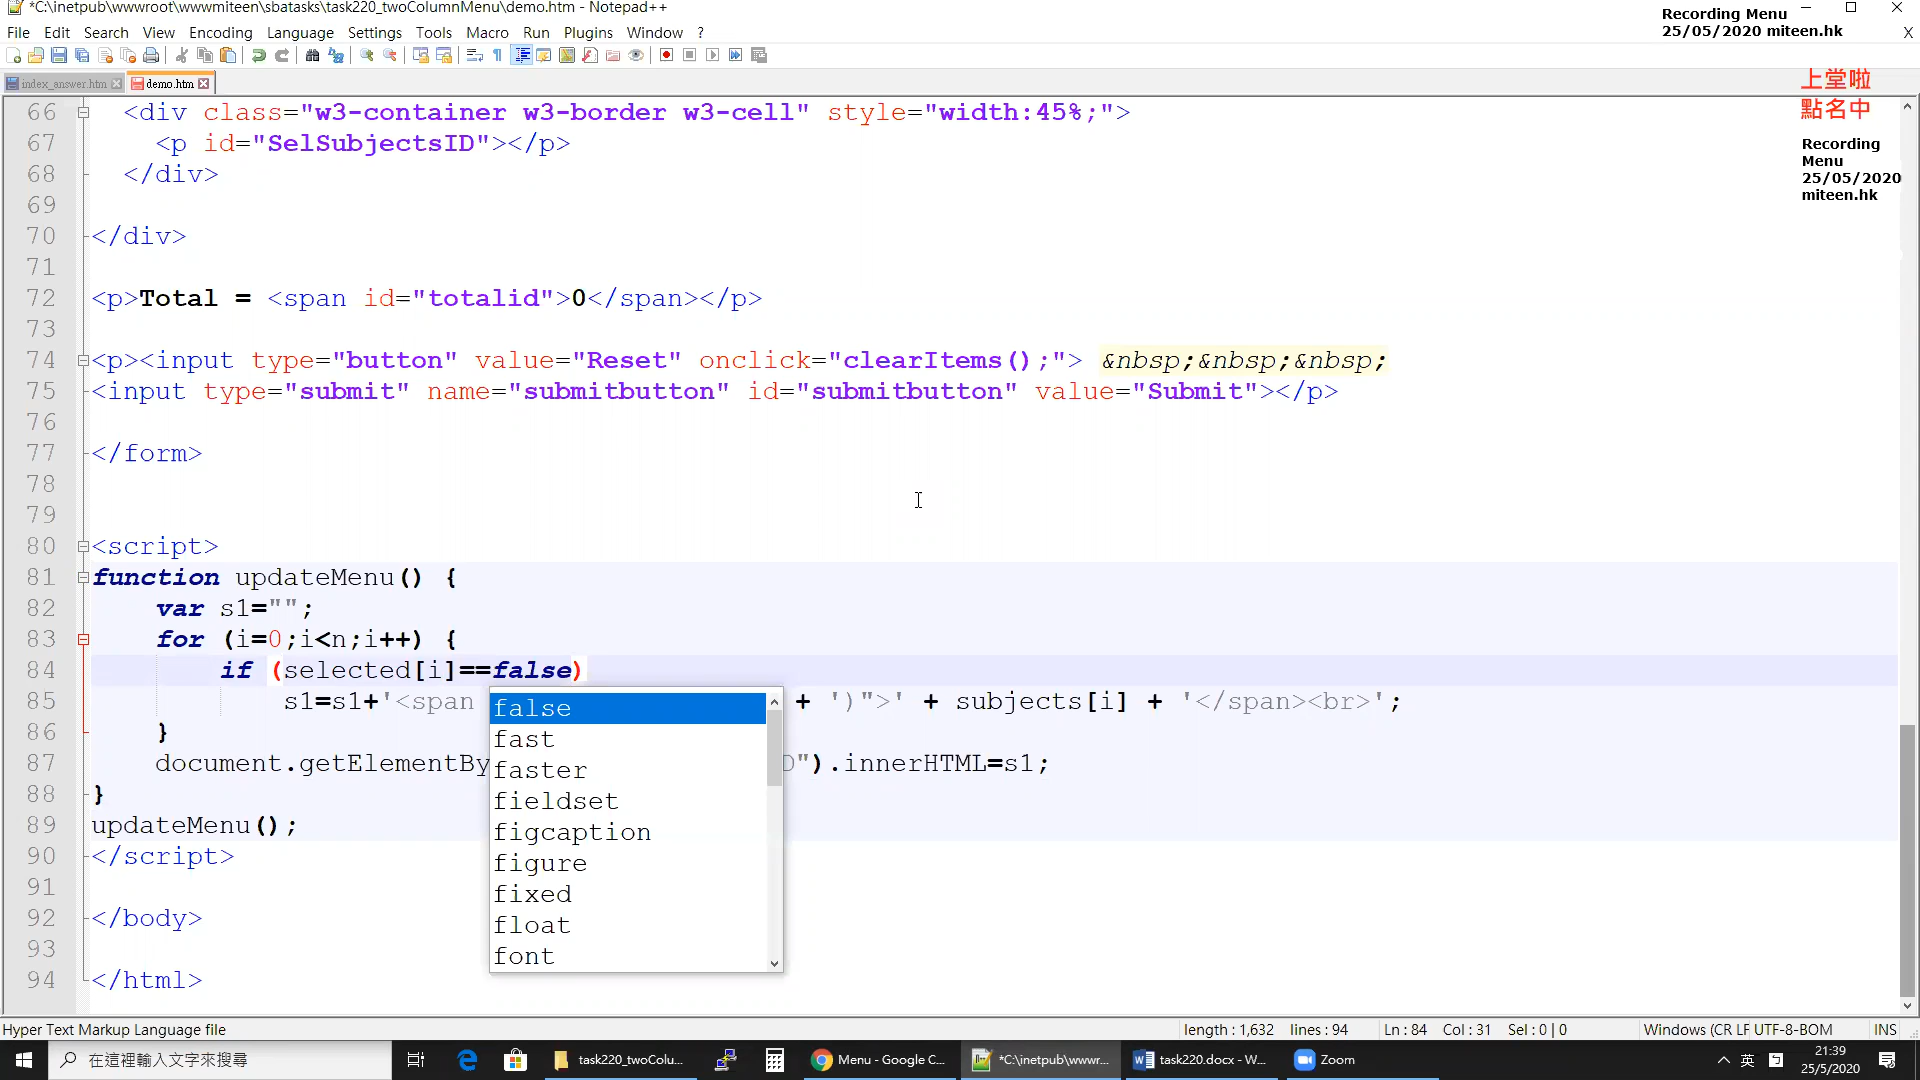 *C:\inetpub\wwwroot\wwwmiteen\sbatasks\task220_twoColumnMenu\demo.htm - Notepad++
File Edit Search View Encoding Language Settings Tools Macro Run Plugins Window ? X
Recording Menu
25/05/2020 miteen.hk
index_answer.htm demo.htm
上堂啦
點名中
Recording
Menu
25/05/2020
miteen.hk
66 <div class="w3-container w3-border w3-cell" style="width:45%;">
67 <p id="SelSubjectsID"></p>
68 </div>
69
70 </div>
71
72 <p>Total = <span id="totalid">0</span></p>
73
74 <p><input type="button" value="Reset" onclick="clearItems();"> &nbsp;&nbsp;&nbsp;
75 <input type="submit" name="submitbutton" id="submitbutton" value="Submit"></p>
76
77 </form>
78
79
80 <script>
81 function updateMenu() {
82 var s1="";
83 for (i=0;i<n;i++) {
84 if (selected[i]==false)
85 s1=s1+'<span + ')">' + subjects[i] + '</span><br>';
86 }
87 document.getElementBy D").innerHTML=s1;
88 }
89 updateMenu();
90 </script>
91
92 </body>
93
94 </html>
false
fast
faster
fieldset
figcaption
figure
fixed
float
font
Hyper Text Markup Language file length : 1,632 lines : 94 Ln : 84 Col : 31 Sel : 0 | 0 Windows (CR LF UTF-8-BOM INS
在這裡輸入文字來搜尋 task220_twoColu... Menu - Google C... *C:\inetpub\wwwr... task220.docx - W... Zoom 英 21:39
25/5/2020